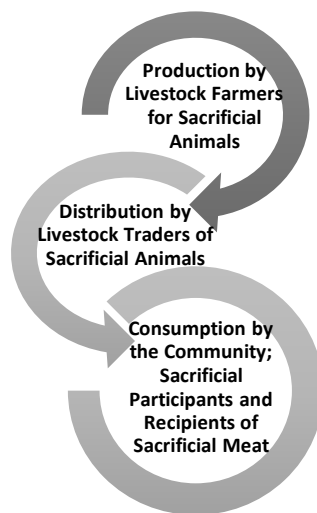 Production by
Livestock Farmers
for Sacrificial
Animals
Distribution by
Livestock Traders of
Sacrificial Animals
Consumption by
the Community;
Sacrificial
Participants and
Recipients of
Sacrificial Meat